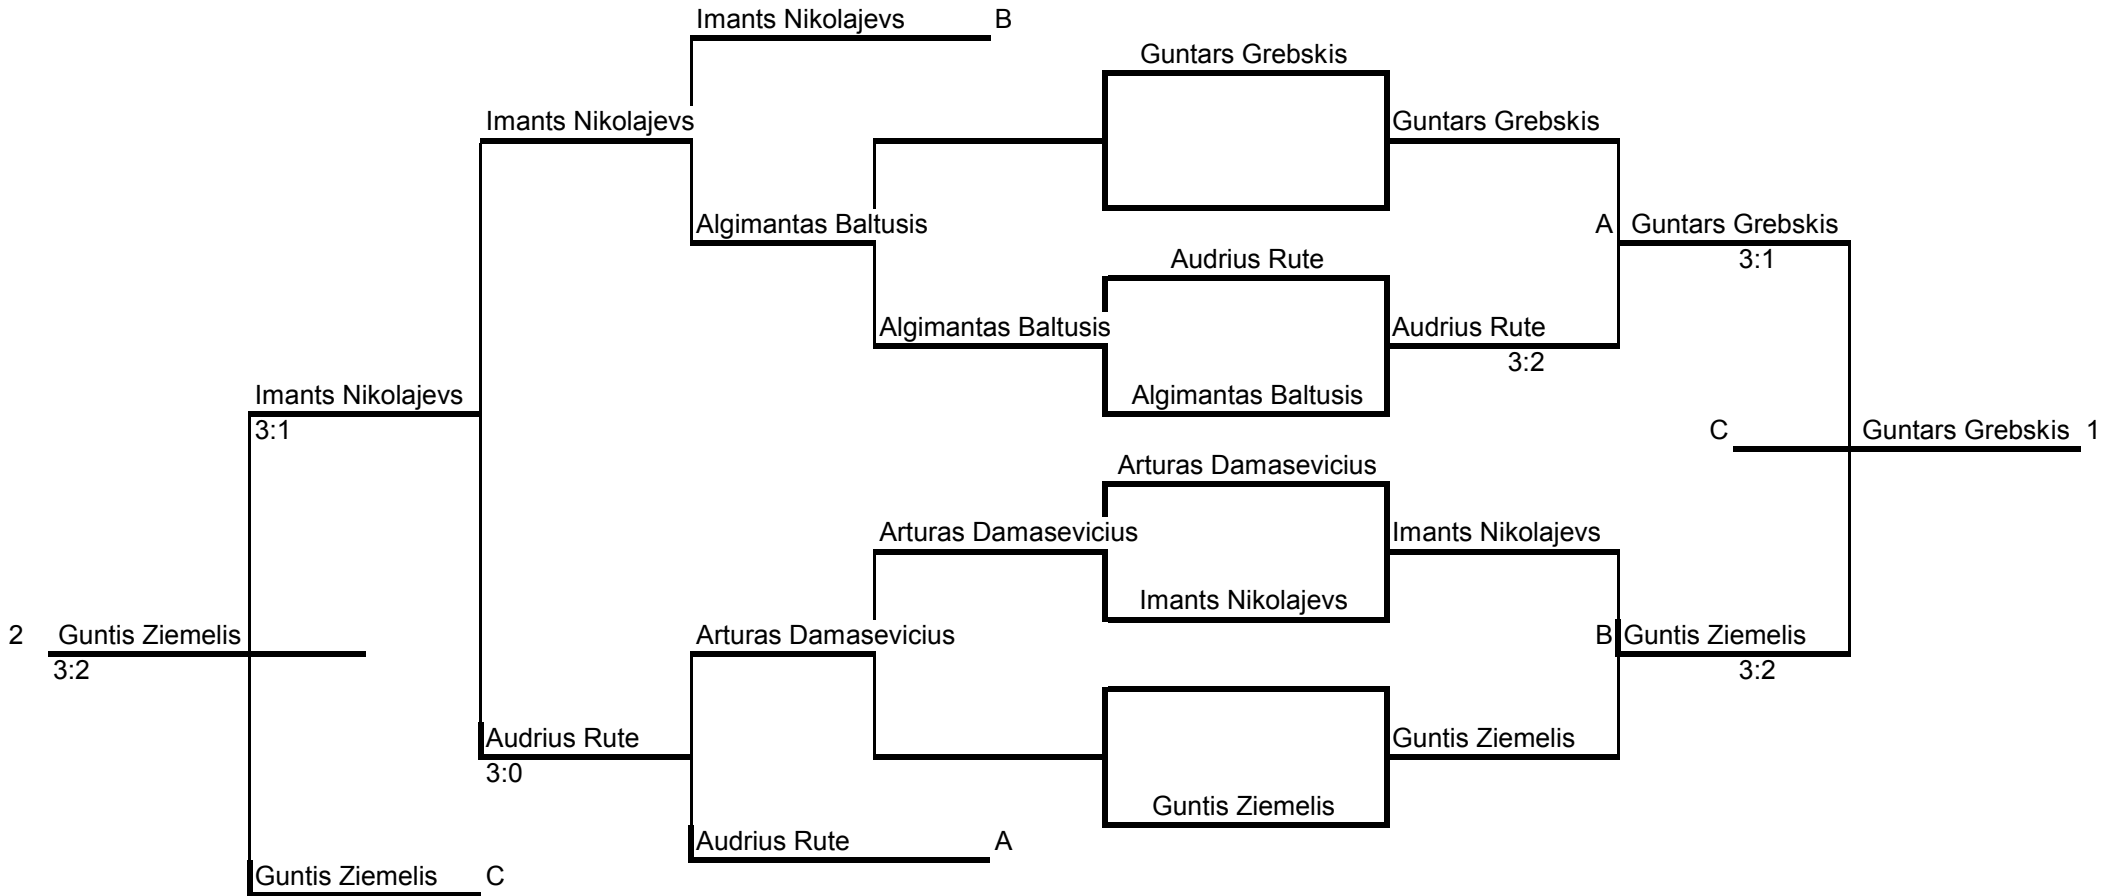 Imants Nikolajevs B
Guntars Grebskis
Imants Nikolajevs Guntars Grebskis
Algimantas Baltusis A Guntars Grebskis
Audrius Rute 3:1
Algimantas Baltusis Audrius Rute
3:2
Imants Nikolajevs Algimantas Baltusis
3:1 C Guntars Grebskis 1
Arturas Damasevicius
Arturas Damasevicius Imants Nikolajevs
Imants Nikolajevs
2 Guntis Ziemelis Arturas Damasevicius B Guntis Ziemelis
3:2 3:2
Audrius Rute Guntis Ziemelis
3:0
Guntis Ziemelis
Audrius Rute A
Guntis Ziemelis C